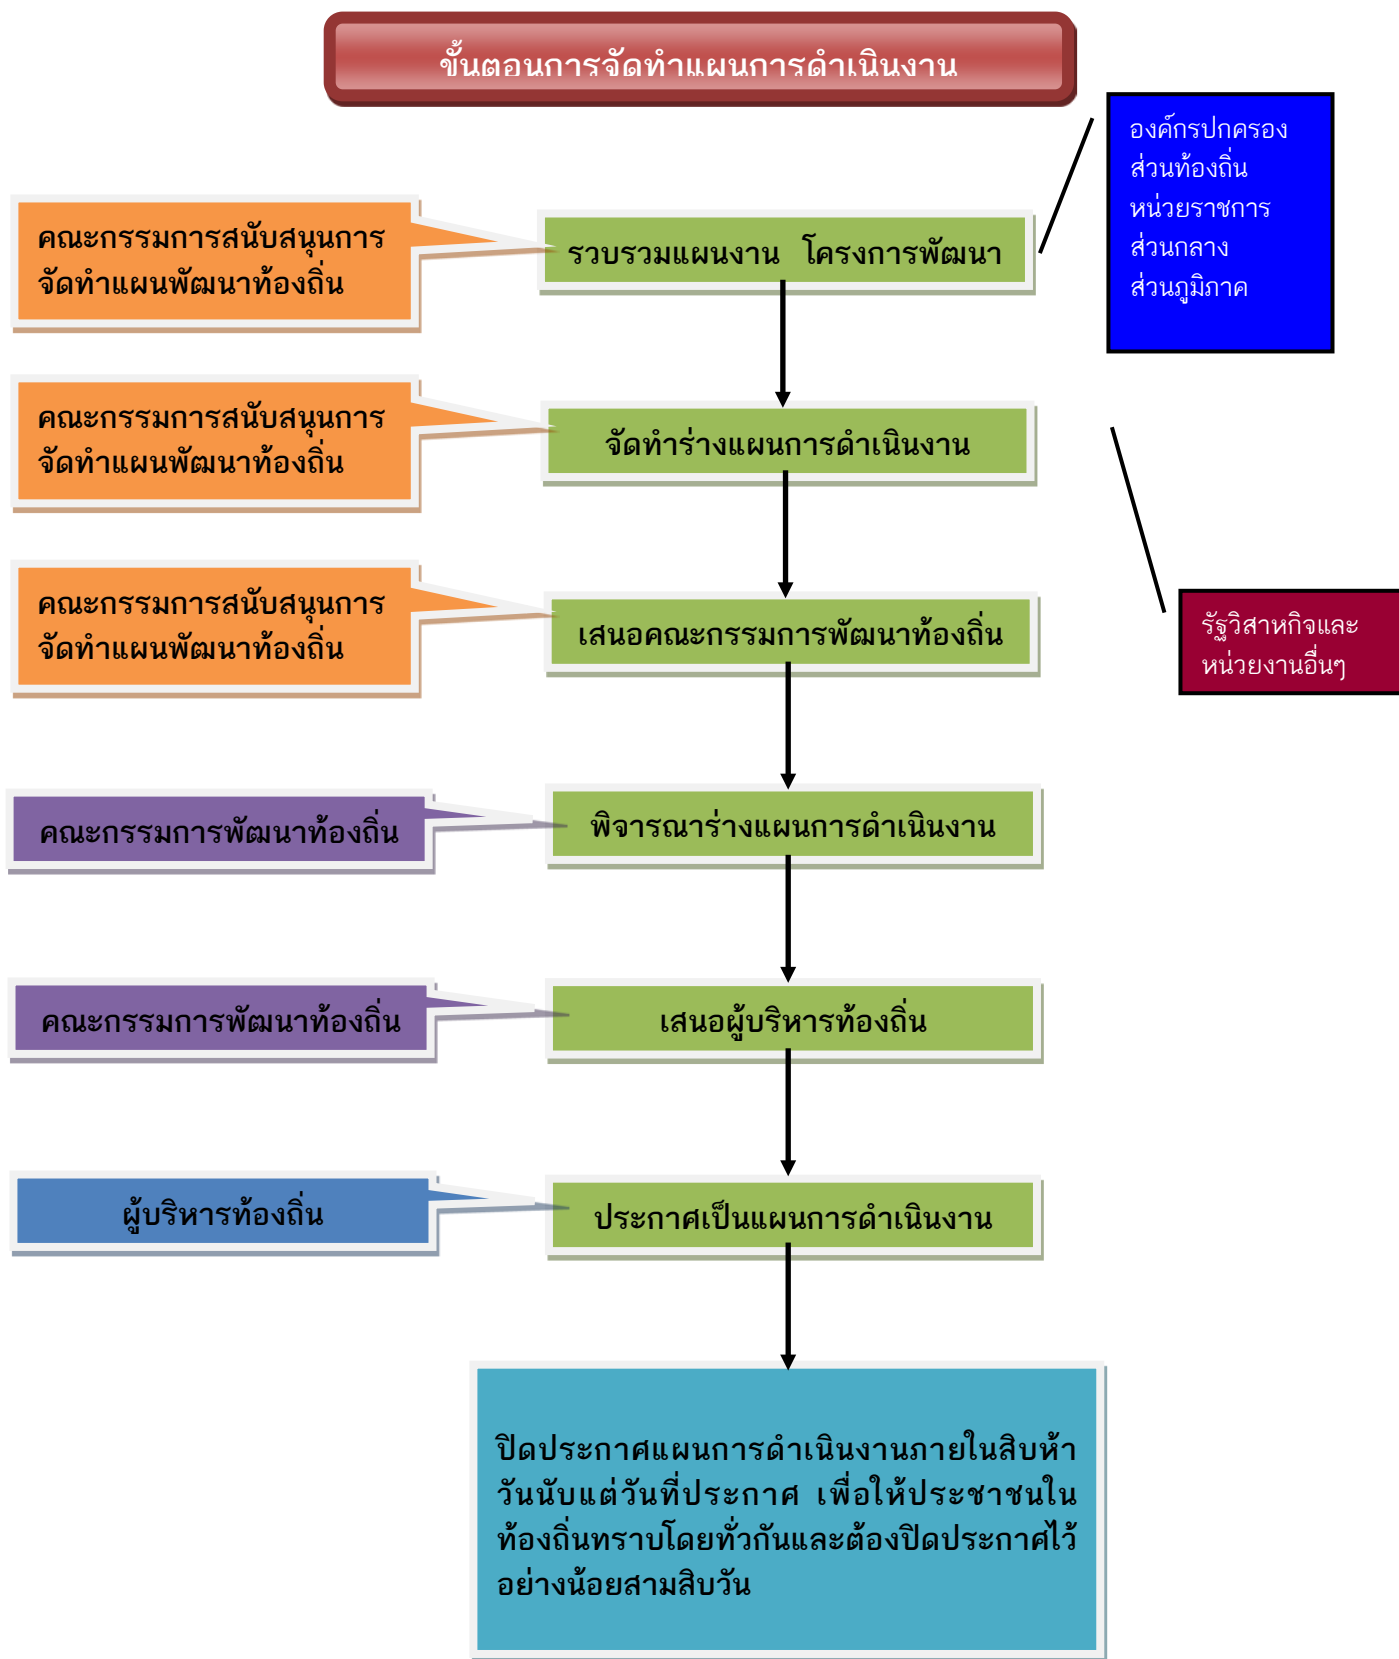 ขั้นตอนการจัดทำแผนการดำเนินงาน
องค์กรปกครอง
ส่วนท้องถิ่น
หน่วยราชการ
ส่วนกลาง
ส่วนภูมิภาค
คณะกรรมการสนับสนุนการ
จัดทำแผนพัฒนาท้องถิ่น
รวบรวมแผนงาน โครงการพัฒนา
คณะกรรมการสนับสนุนการ
จัดทำแผนพัฒนาท้องถิ่น
จัดทำร่างแผนการดำเนินงาน
คณะกรรมการสนับสนุนการ
จัดทำแผนพัฒนาท้องถิ่น
เสนอคณะกรรมการพัฒนาท้องถิ่น
รัฐวิสาหกิจและ
หน่วยงานอื่นๆ
คณะกรรมการพัฒนาท้องถิ่น
พิจารณาร่างแผนการดำเนินงาน
คณะกรรมการพัฒนาท้องถิ่น
เสนอผู้บริหารท้องถิ่น
ผู้บริหารท้องถิ่น
ประกาศเป็นแผนการดำเนินงาน
ปิดประกาศแผนการดำเนินงานภายในสิบห้า
วันนับแต่วันที่ประกาศ เพื่อให้ประชาชนใน
ท้องถิ่นทราบโดยทั่วกันและต้องปิดประกาศไว้
อย่างน้อยสามสิบวัน